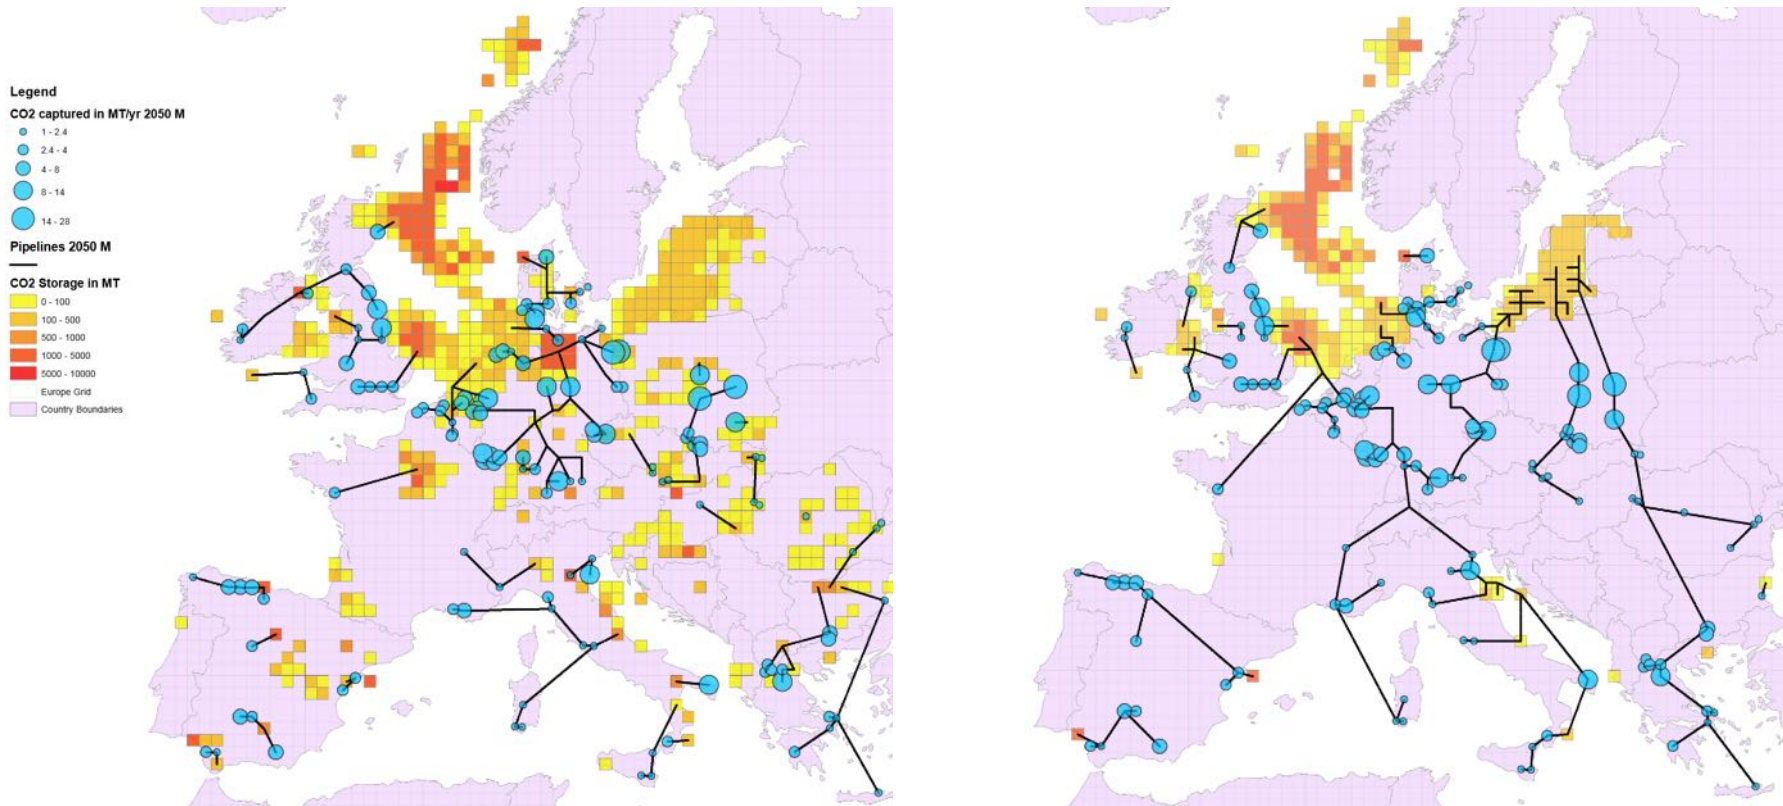 Legend
CO2 captured in MT/yr 2050 M
1 - 2.4
2.4 - 4
4 - 8
8 - 14
14 - 28
Pipelines 2050 M
CO2 Storage in MT
0 - 100
100 - 500
500 - 1000
1000 - 5000
5000 - 10000
Europe Grid
Country Boundaries